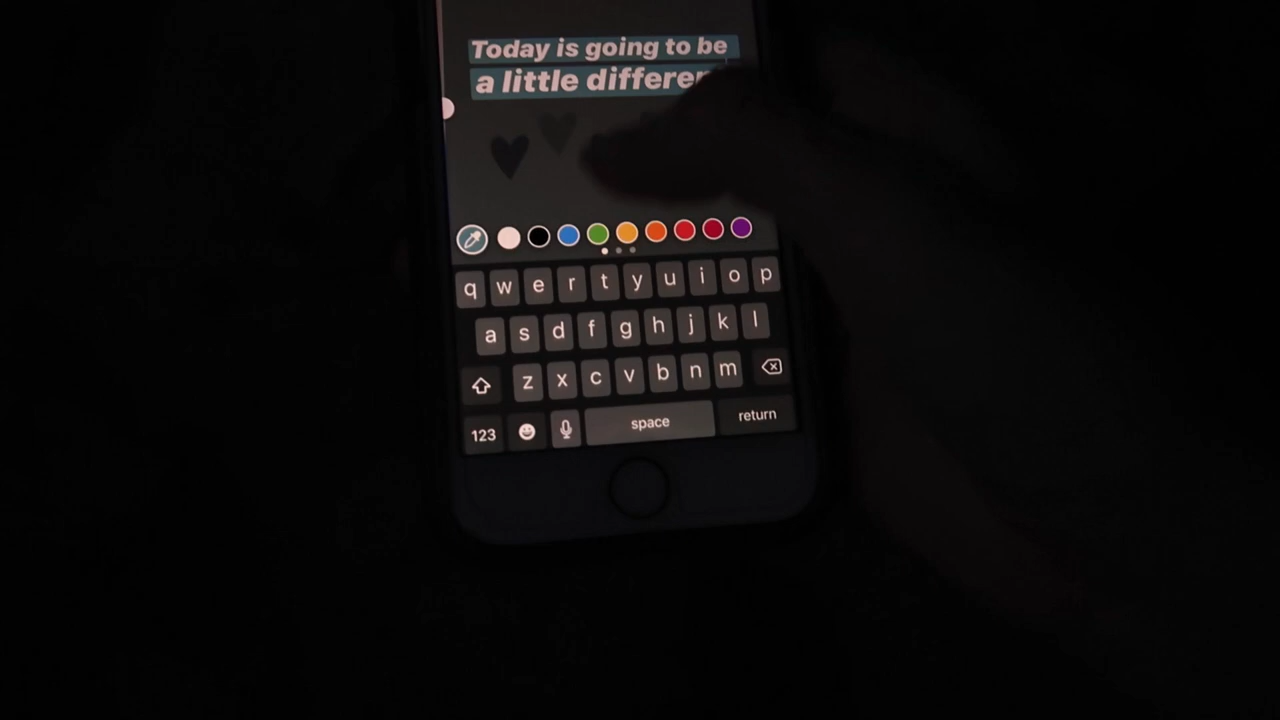 Today is going to be
a little differen
q w e r t y u i o p
a s d f g h j k l
z x c v b n m
123 space return